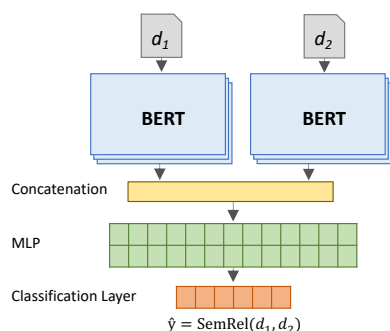 d₁ d₂
BERT BERT
Concatenation
MLP
Classification Layer
ŷ = SemRel(d₁, d₂)